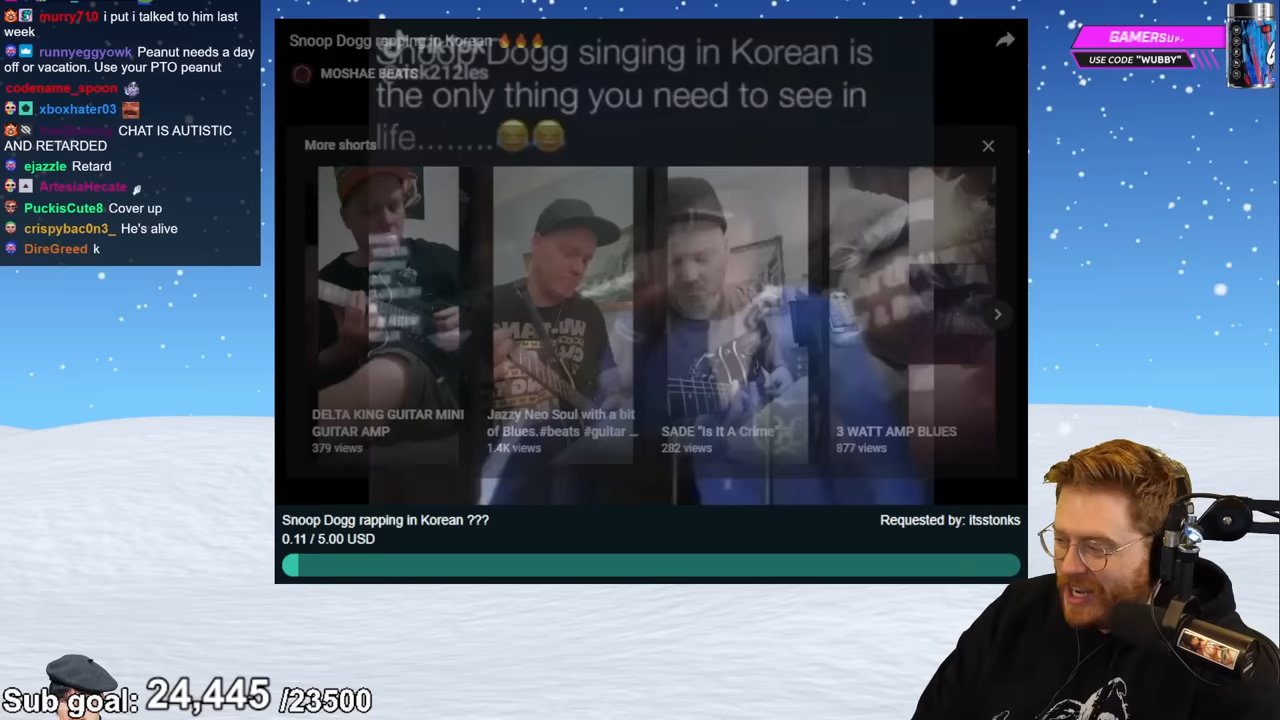 murry710 i put i talked to him last
week
runnyeggyowk Peanut needs a day
off or vacation. Use your PTO peanut
codename_spoon
xboxhater03
CHAT IS AUTISTIC
AND RETARDED
ejazzle Retard
ArtesiaHecate
PuckisCute8 Cover up
crispybac0n3_ He's alive
DireGreed k
Snoop Dogg rapping in Korean 🔥🔥🔥
MOSHAE BEATS
k212les
Snoop Dogg singing in Korean is
the only thing you need to see in
life........😂😂
More shorts
DELTA KING GUITAR MINI
GUITAR AMP
379 views
Jazzy Neo Soul with a bit
of Blues.#beats #guitar ...
1.4K views
SADE "Is It A Crime"
282 views
3 WATT AMP BLUES
877 views
Snoop Dogg rapping in Korean ???
Requested by: itsstonks
0.11 / 5.00 USD
GAMERSUP.
USE CODE "WUBBY"
Sub goal: 24,445 /23500